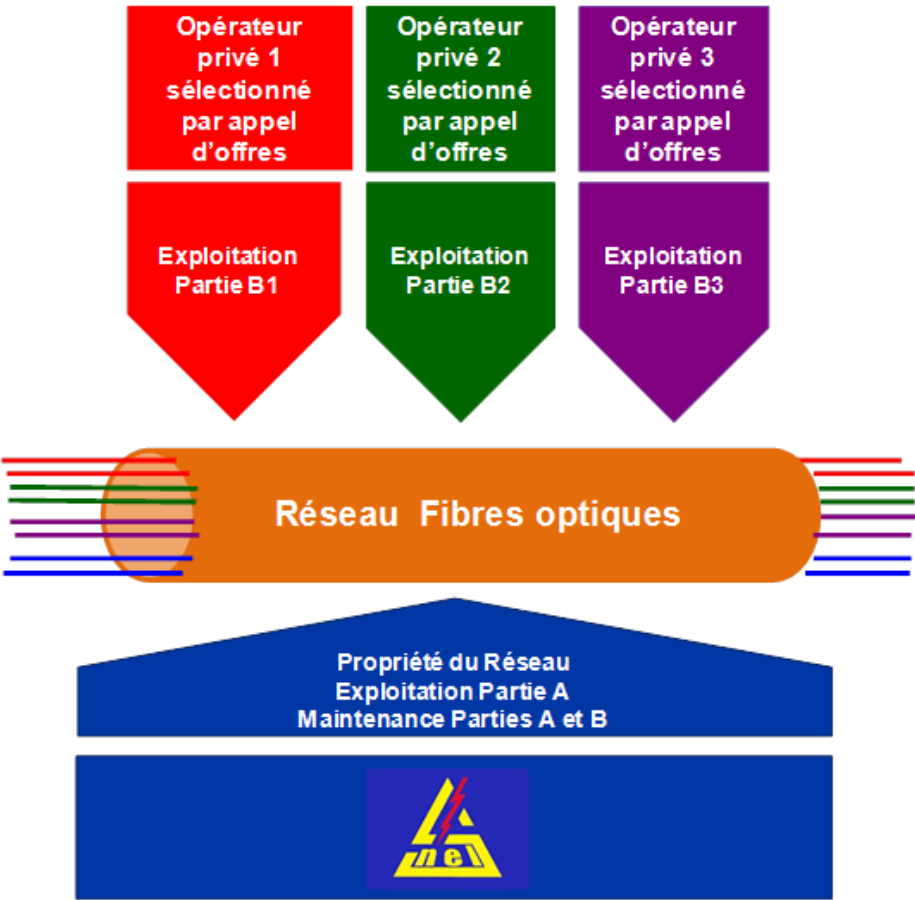 Opérateur
privé 1
sélectionné
par appel
d'offres
Opérateur
privé 2
sélectionné
par appel
d'offres
Opérateur
privé 3
sélectionné
par appel
d'offres
Exploitation
Partie B1
Exploitation
Partie B2
Exploitation
Partie B3
Réseau Fibres optiques
Propriété du Réseau
Exploitation Partie A
Maintenance Parties A et B
Snel